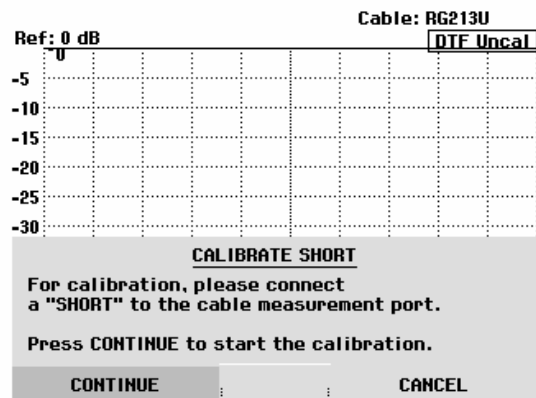 Cable: RG213U
Ref: 0 dB
DTF Uncal
0
-5
-10
-15
-20
-25
-30
CALIBRATE SHORT
For calibration, please connect
a "SHORT" to the cable measurement port.
Press CONTINUE to start the calibration.
CONTINUE
CANCEL